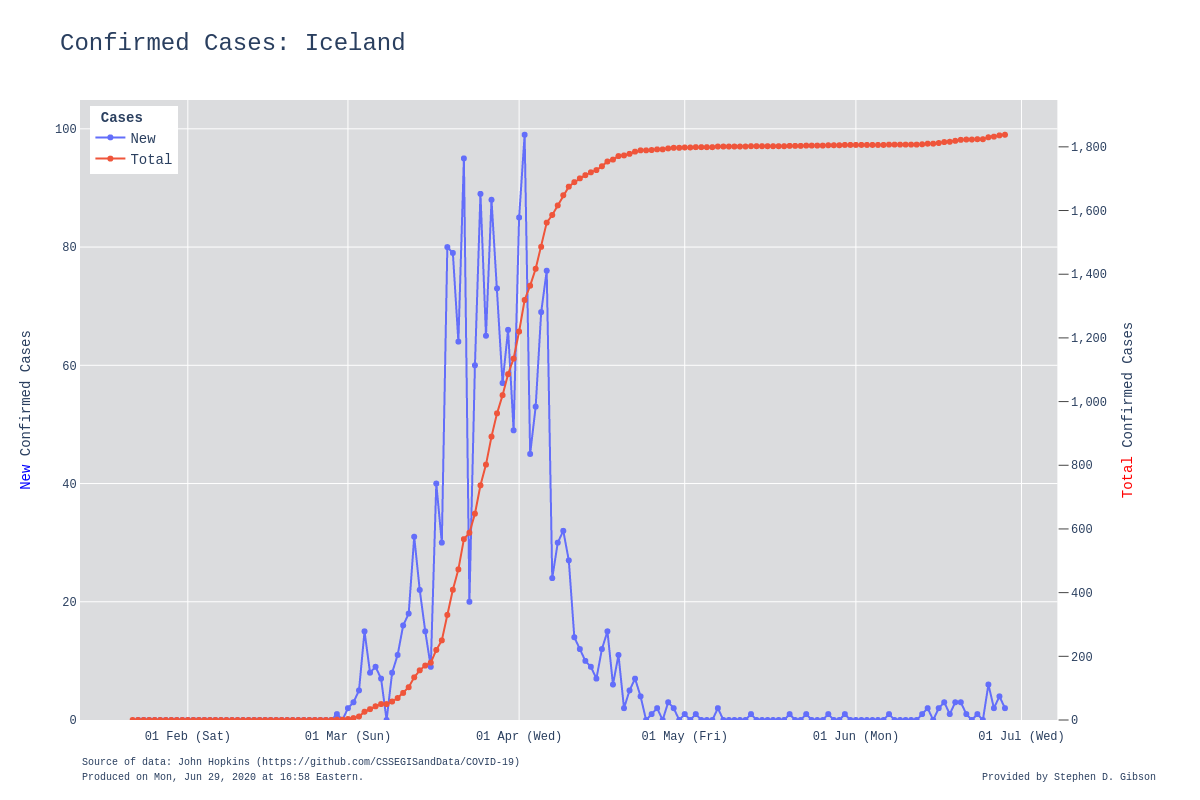 Confirmed Cases: Iceland
Cases
New
Total
100
80
60
40
20
0
New Confirmed Cases
1,800
1,600
1,400
1,200
1,000
800
600
400
200
0
Total Confirmed Cases
01 Feb (Sat) 01 Mar (Sun) 01 Apr (Wed) 01 May (Fri) 01 Jun (Mon) 01 Jul (Wed)
Source of data: John Hopkins (https://github.com/CSSEGISandData/COVID-19)
Produced on Mon, Jun 29, 2020 at 16:58 Eastern.
Provided by Stephen D. Gibson